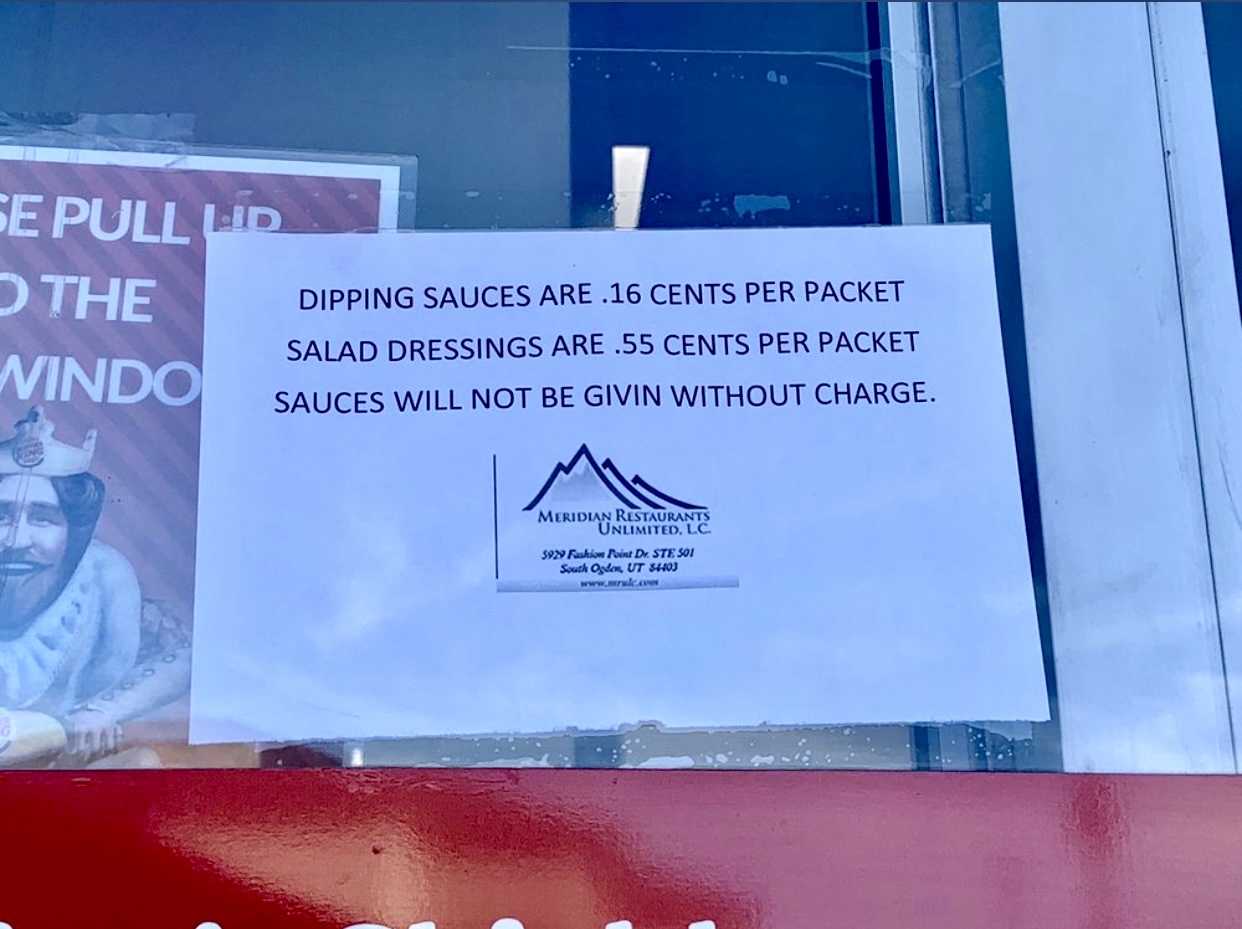 SE PULL UP
O THE
WINDO
DIPPING SAUCES ARE .16 CENTS PER PACKET
SALAD DRESSINGS ARE .55 CENTS PER PACKET
SAUCES WILL NOT BE GIVIN WITHOUT CHARGE.
MERIDIAN RESTAURANTS
UNLIMITED, L.C.
5929 Fashion Point Dr. STE 501
South Ogden, UT 84403
www.mrulc.com